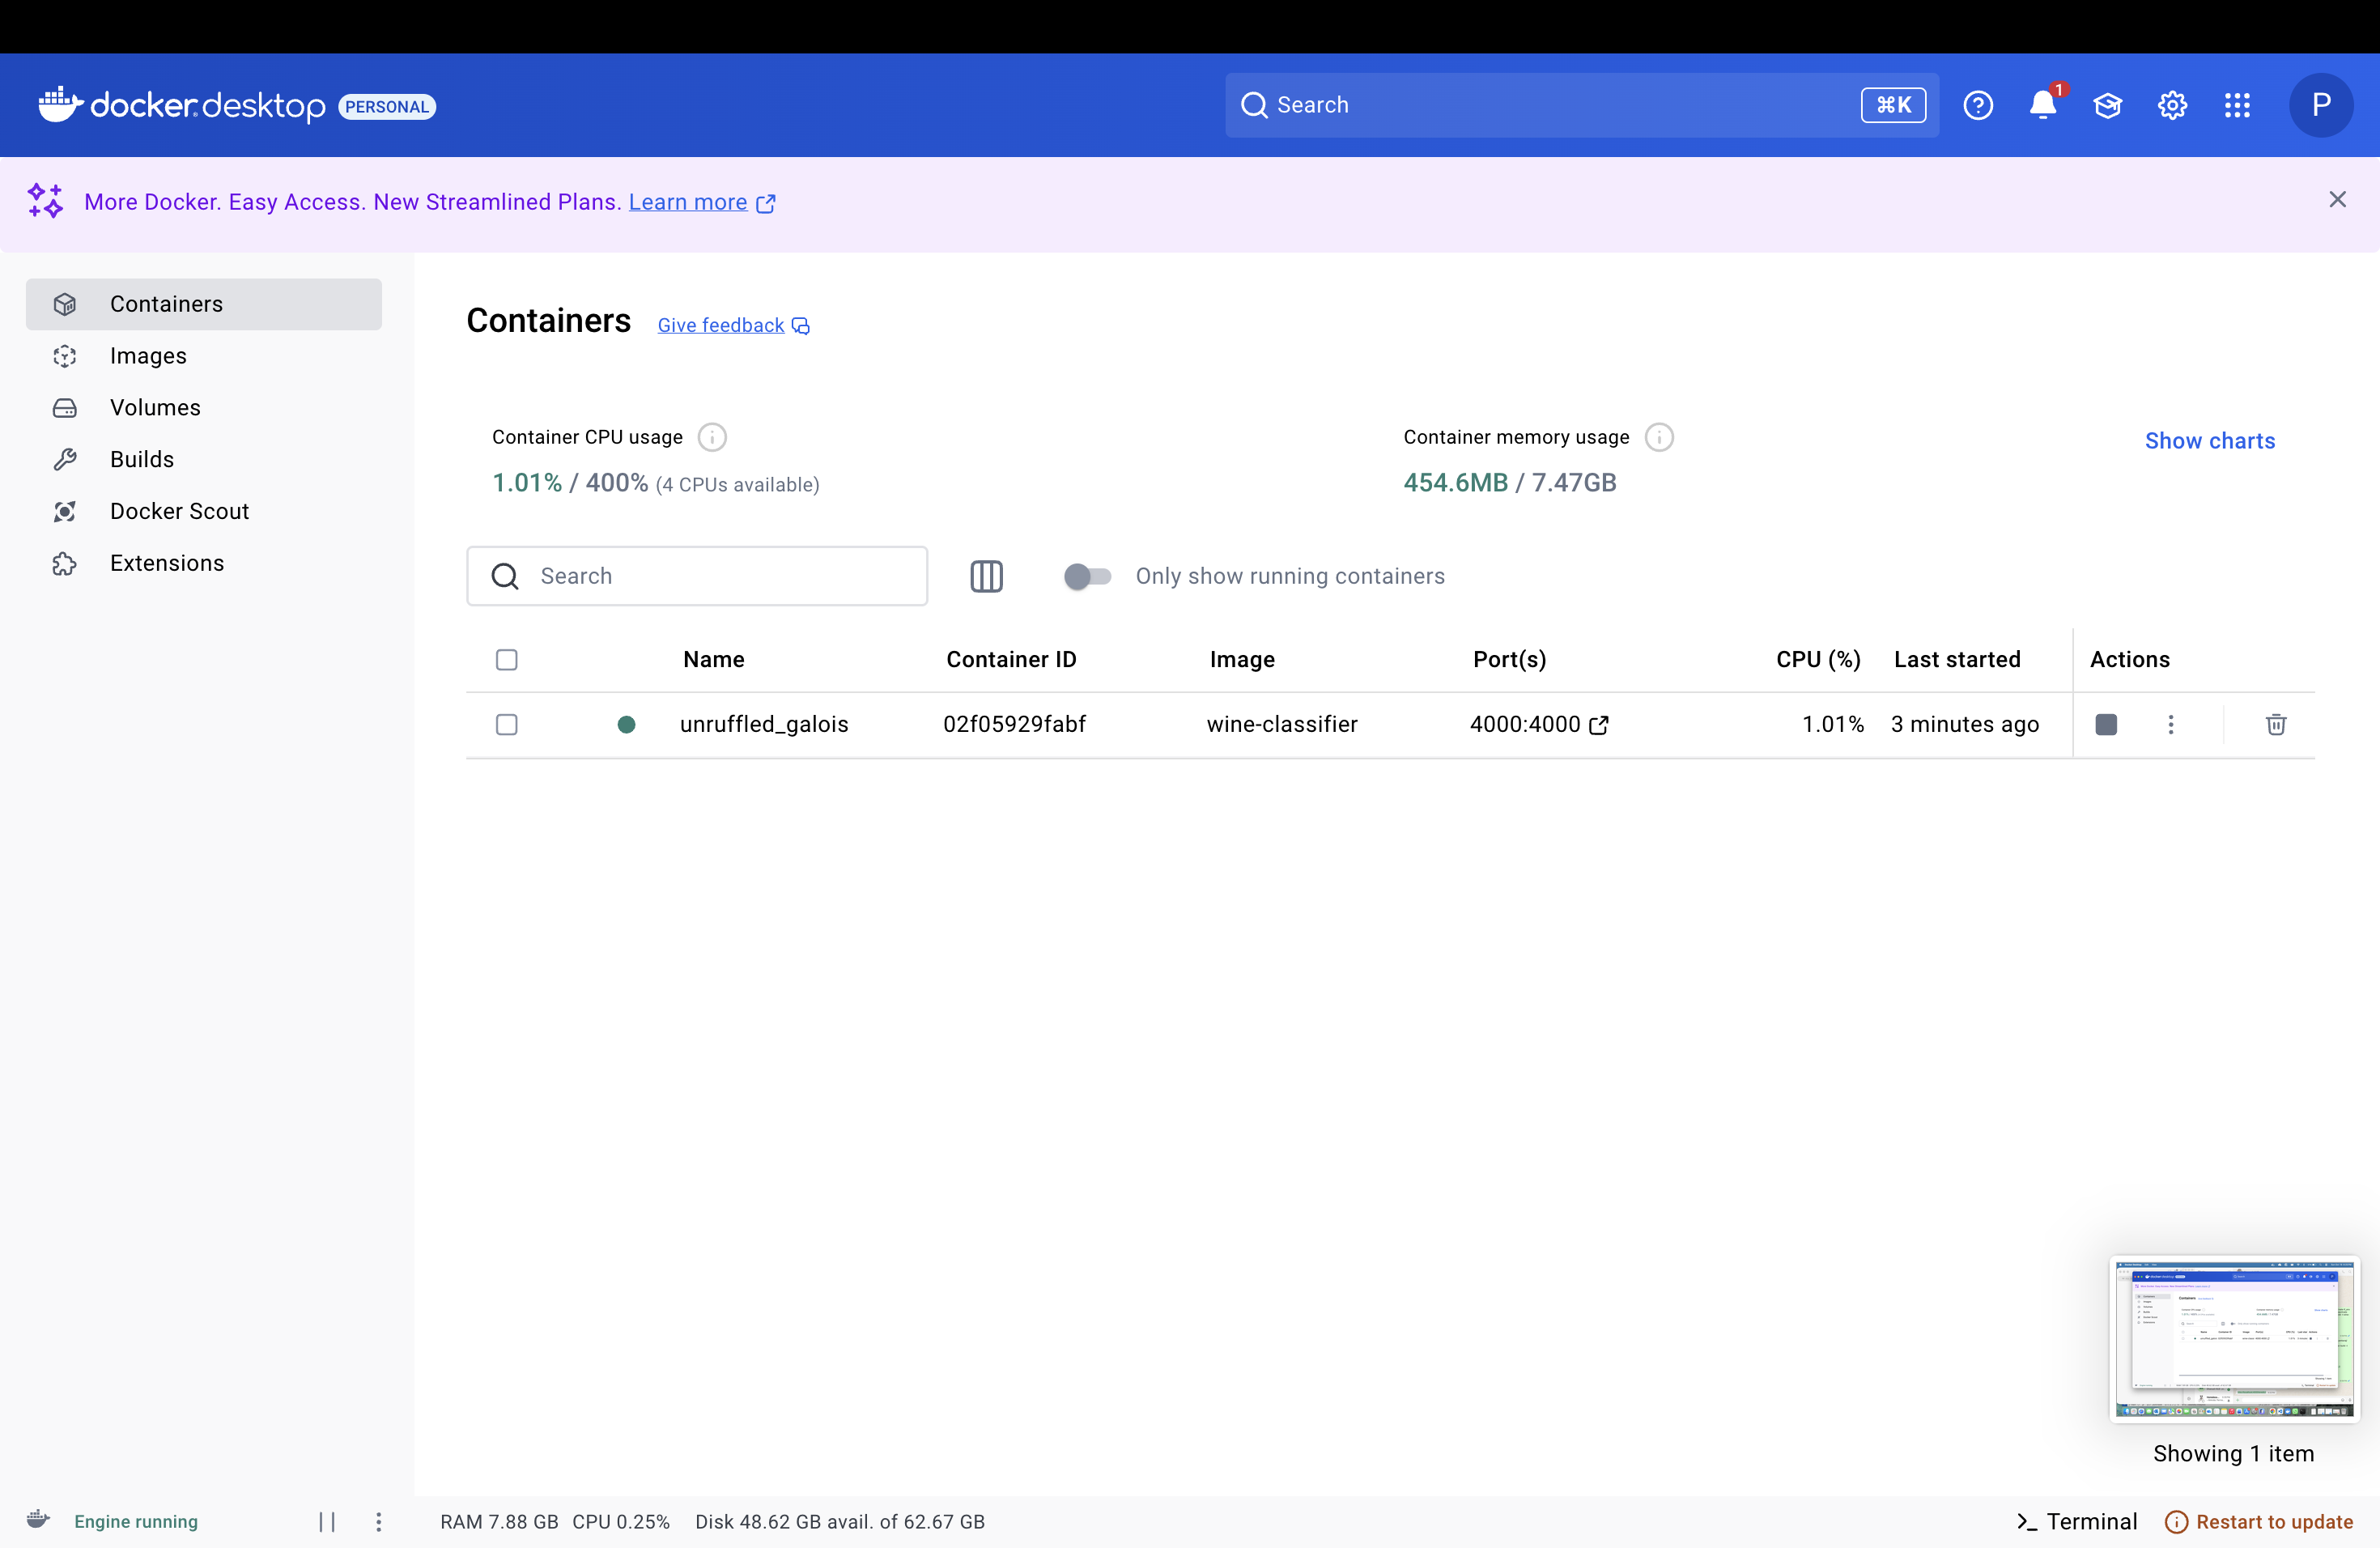 docker.desktop PERSONAL
Search ⌘K
1
P
More Docker. Easy Access. New Streamlined Plans. Learn more
Containers
Images
Volumes
Builds
Docker Scout
Extensions
Containers Give feedback
Container CPU usage
1.01% / 400% (4 CPUs available)
Container memory usage
454.6MB / 7.47GB
Show charts
Search
Only show running containers
Name Container ID Image Port(s) CPU (%) Last started Actions
unruffled_galois 02f05929fabf wine-classifier 4000:4000 1.01% 3 minutes ago
Showing 1 item
Engine running
RAM 7.88 GB CPU 0.25% Disk 48.62 GB avail. of 62.67 GB
Terminal
Restart to update